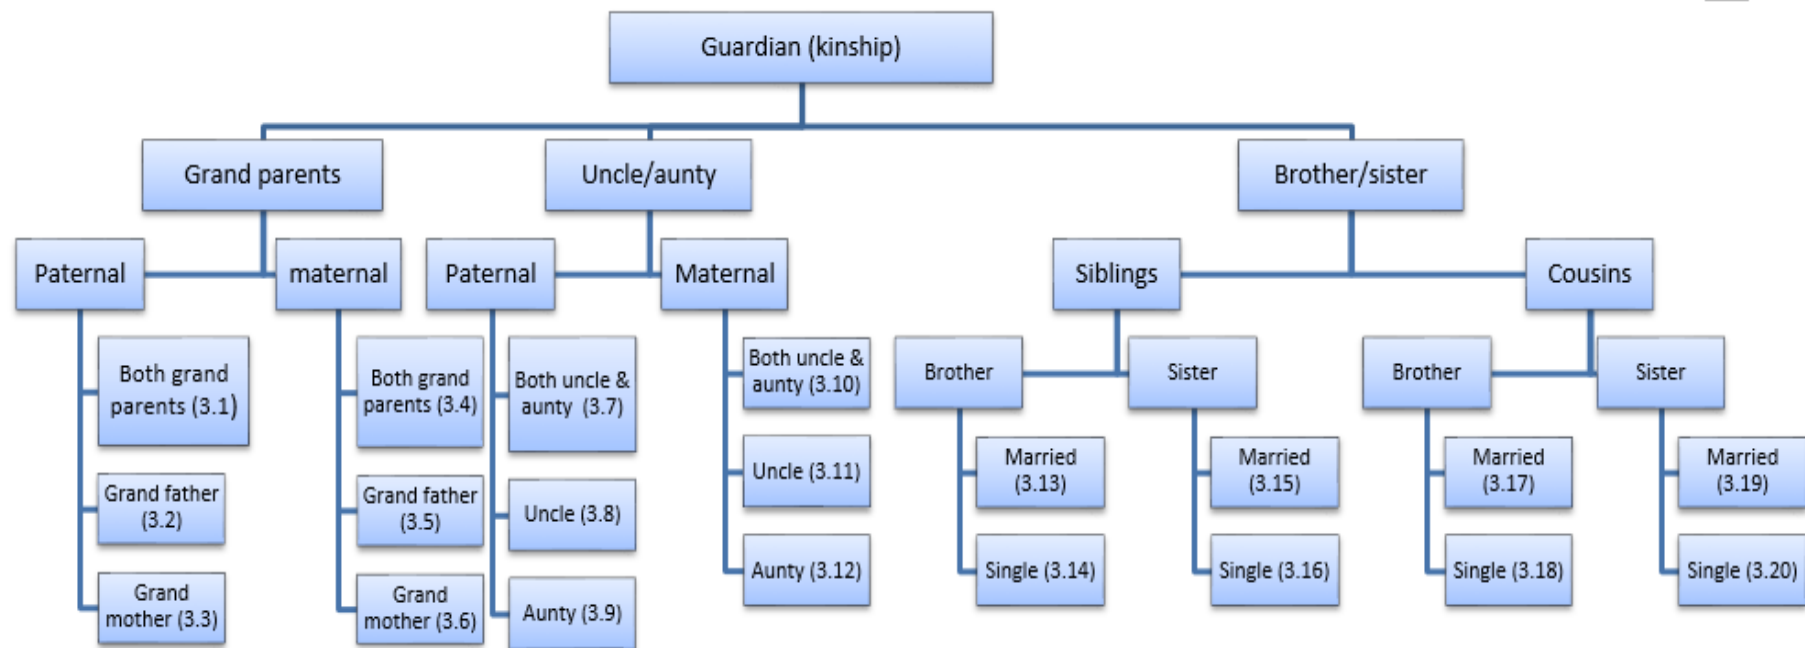 Guardian (kinship)
Grand parents
Uncle/aunty
Brother/sister
Paternal
maternal
Paternal
Maternal
Siblings
Cousins
Both grand
parents (3.1)
Grand father
(3.2)
Grand
mother (3.3)
Both grand
parents (3.4)
Grand father
(3.5)
Grand
mother (3.6)
Both uncle &
aunty (3.7)
Uncle (3.8)
Aunty (3.9)
Both uncle &
aunty (3.10)
Uncle (3.11)
Aunty (3.12)
Brother
Married
(3.13)
Single (3.14)
Sister
Married
(3.15)
Single (3.16)
Brother
Married
(3.17)
Single (3.18)
Sister
Married
(3.19)
Single (3.20)